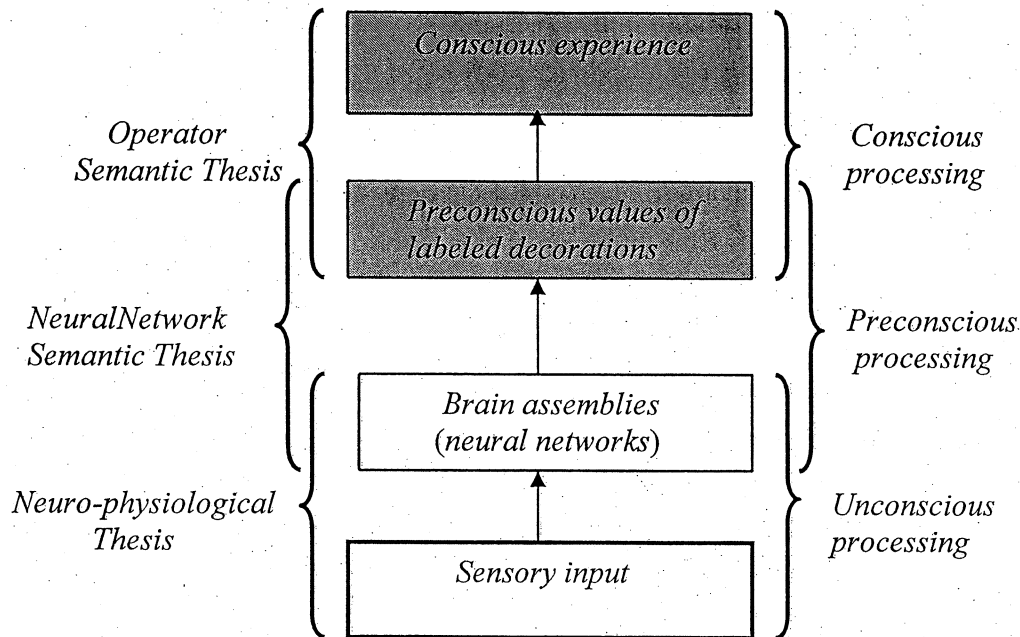 Conscious experience
Operator
Semantic Thesis
Conscious
processing
Preconscious values of
labeled decorations
NeuralNetwork
Semantic Thesis
Preconscious
processing
Brain assemblies
(neural networks)
Neuro-physiological
Thesis
Unconscious
processing
Sensory input